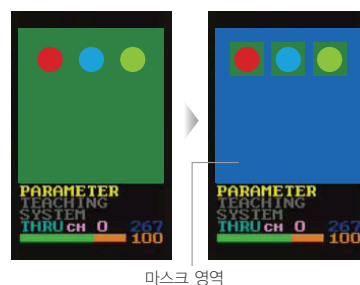 PARAMETER
TEACHING
SYSTEM
THRU CH 0 267
100
PARAMETER
TEACHING
SYSTEM
THRU CH 0 267
100
마스크 영역